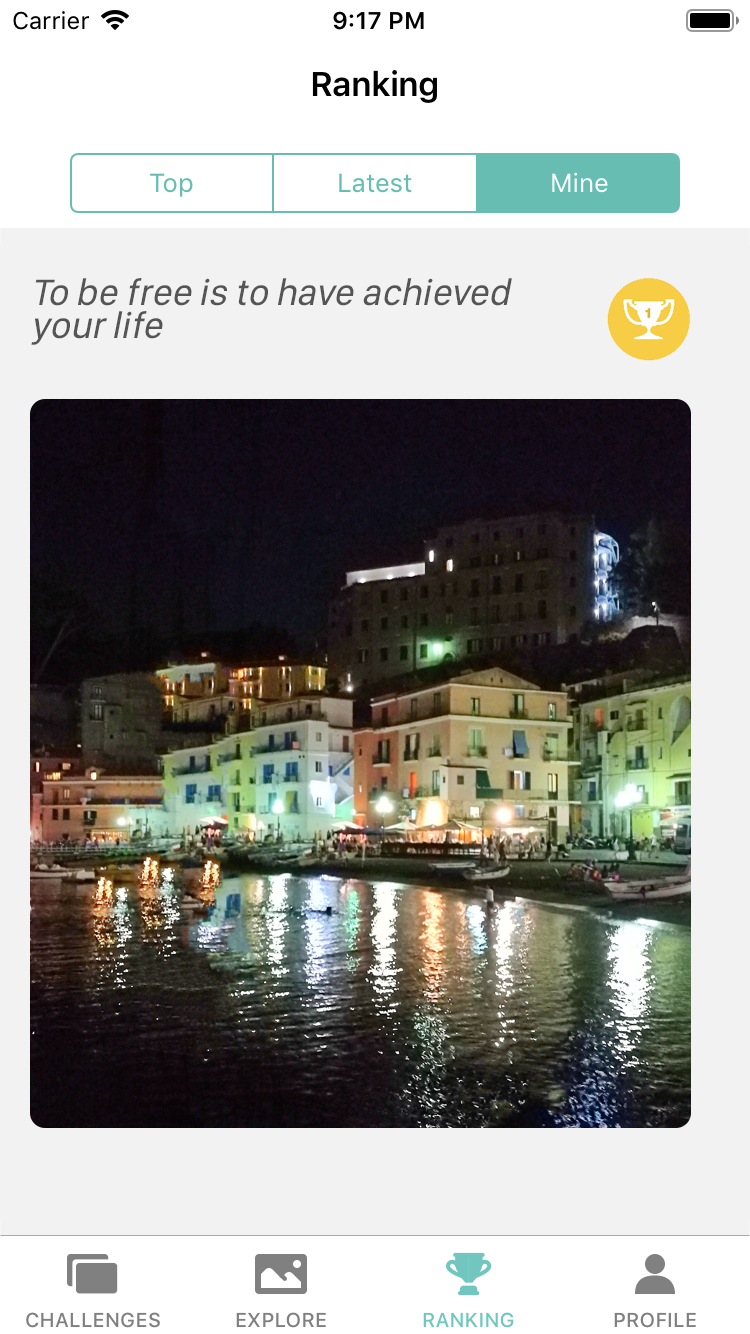 Carrier 9:17 PM
Ranking
Top Latest Mine
To be free is to have achieved
your life
1
CHALLENGES EXPLORE RANKING PROFILE